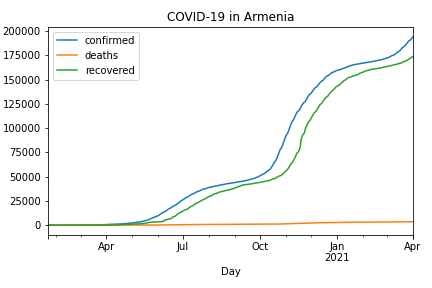 COVID-19 in Armenia
confirmed
deaths
recovered
200000
175000
150000
125000
100000
75000
50000
25000
0
Apr Jul Oct Jan Apr
2021
Day